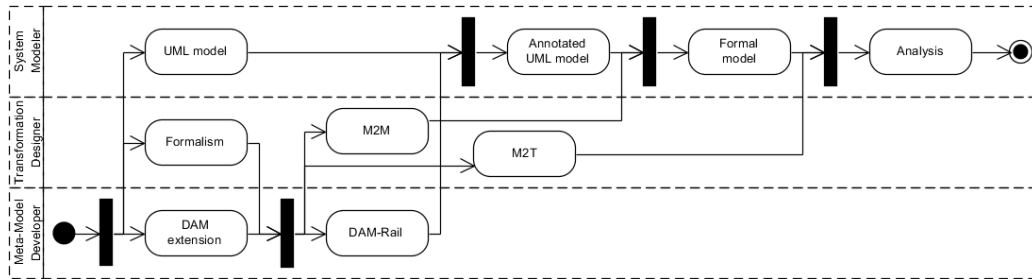 System
Modeler
UML model
Annotated
UML model
Formal
model
Analysis
Transformation
Designer
Formalism
M2M
M2T
Meta-Model
Developer
DAM
extension
DAM-Rail